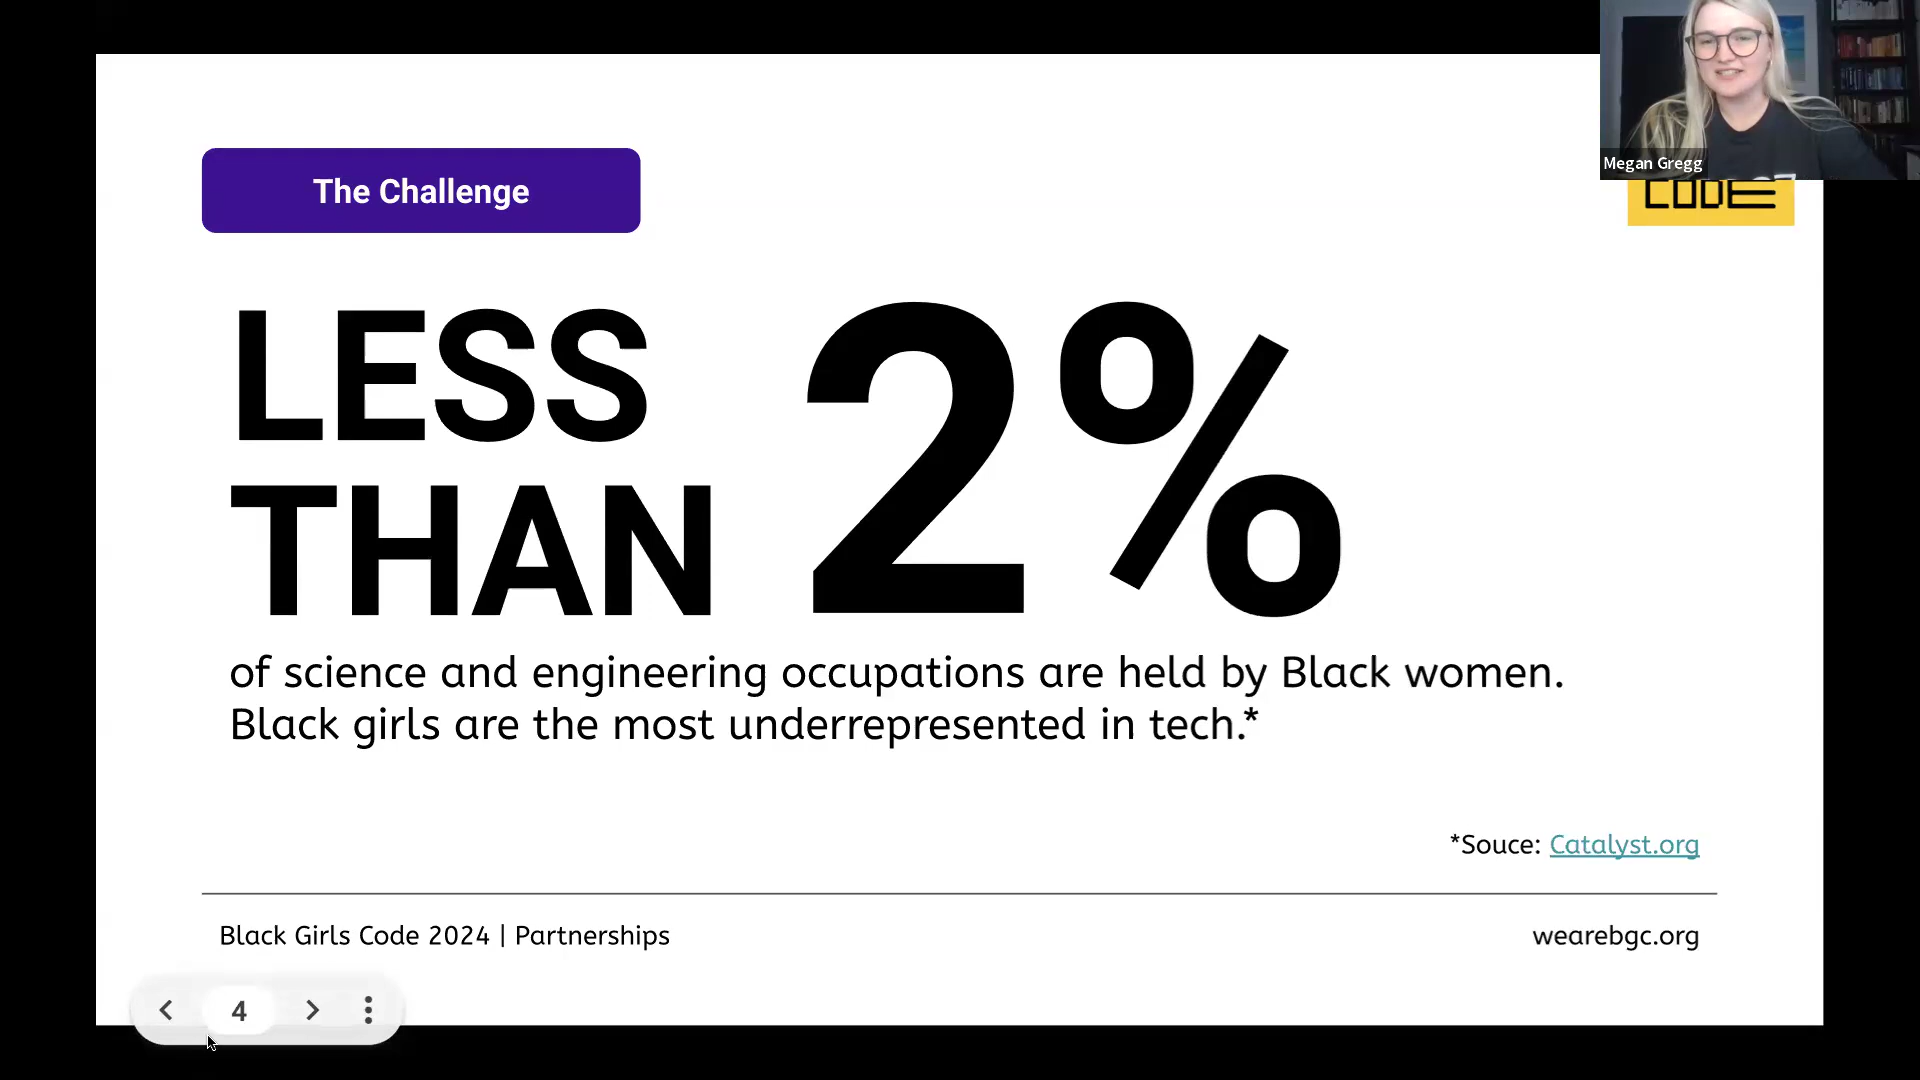 Megan Gregg
The Challenge
CODE
LESS
THAN
2%
of science and engineering occupations are held by Black women.
Black girls are the most underrepresented in tech.*
*Souce: Catalyst.org
Black Girls Code 2024 | Partnerships
wearebgc.org
4